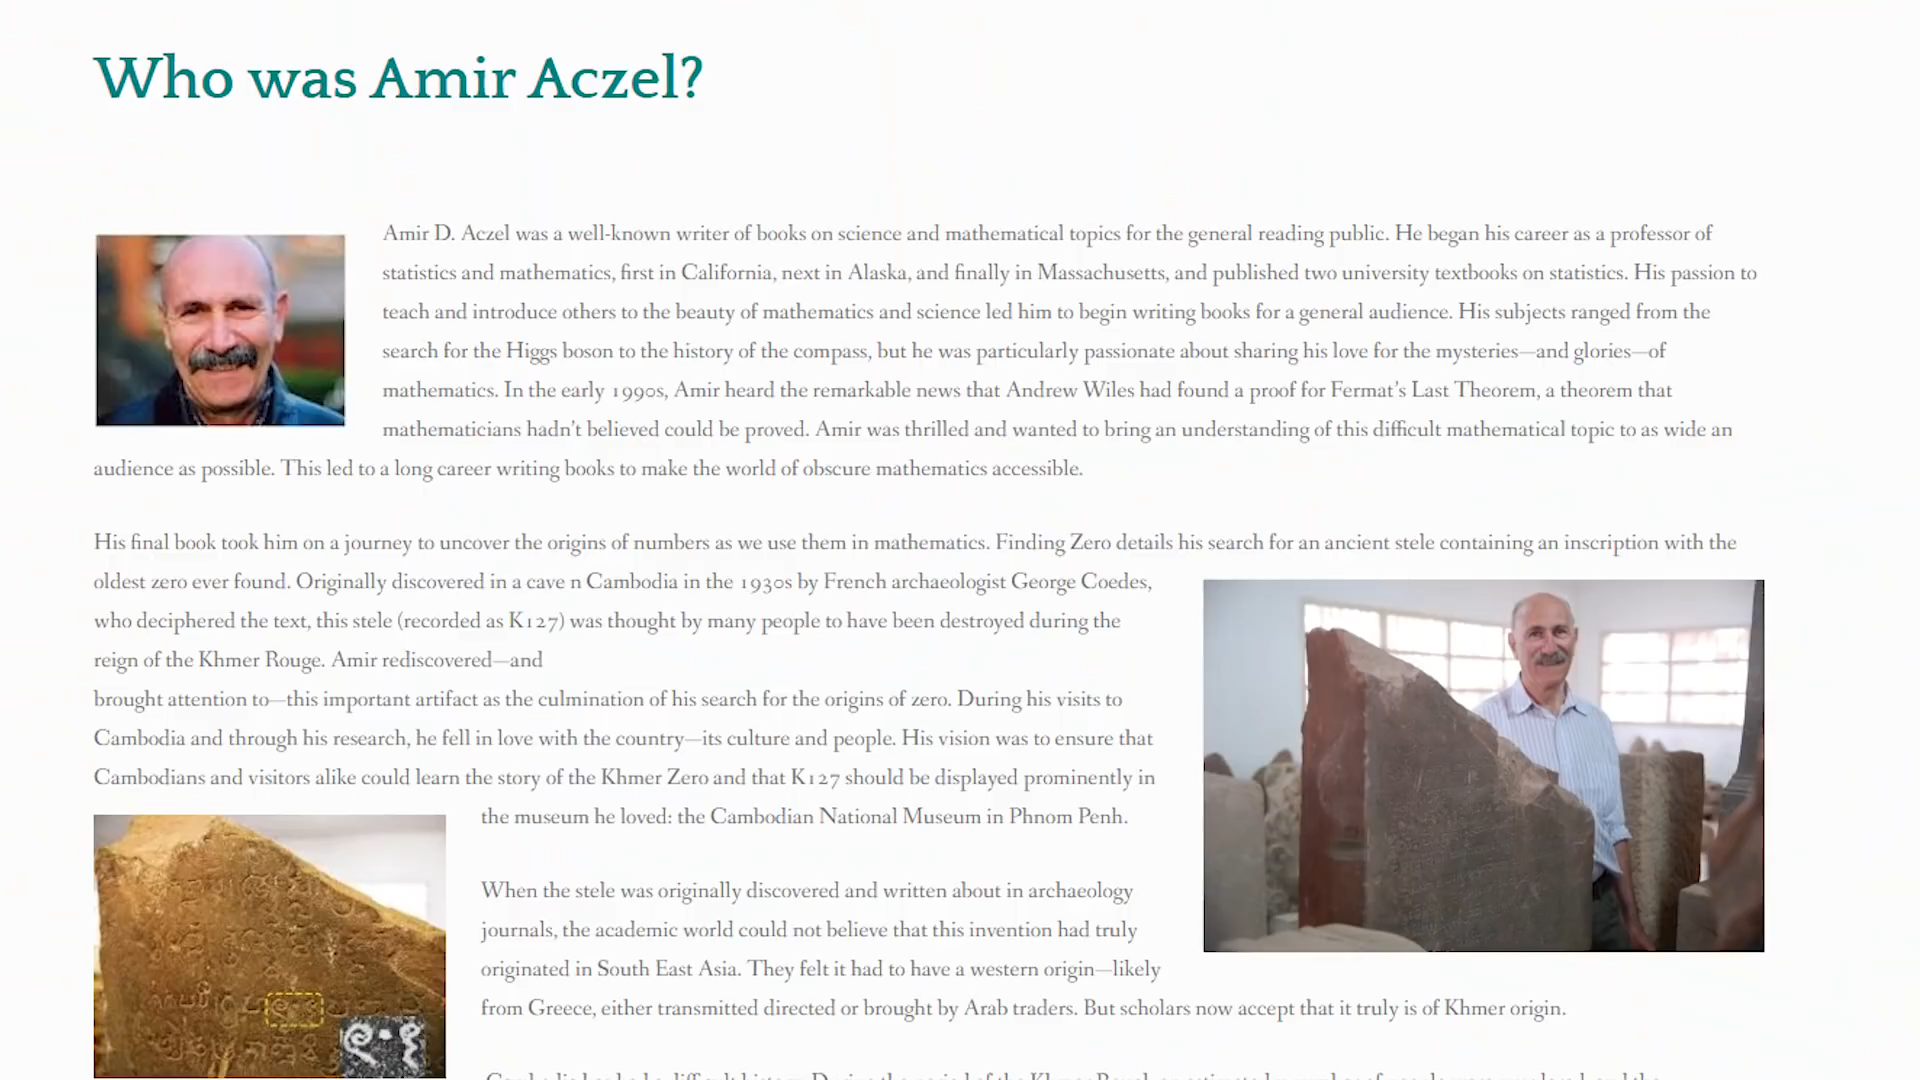 Who was Amir Aczel?
Amir D. Aczel was a well-known writer of books on science and mathematical topics for the general reading public. He began his career as a professor of
statistics and mathematics, first in California, next in Alaska, and finally in Massachusetts, and published two university textbooks on statistics. His passion to
teach and introduce others to the beauty of mathematics and science led him to begin writing books for a general audience. His subjects ranged from the
search for the Higgs boson to the history of the compass, but he was particularly passionate about sharing his love for the mysteries—and glories—of
mathematics. In the early 1990s, Amir heard the remarkable news that Andrew Wiles had found a proof for Fermat's Last Theorem, a theorem that
mathematicians hadn't believed could be proved. Amir was thrilled and wanted to bring an understanding of this difficult mathematical topic to as wide an
audience as possible. This led to a long career writing books to make the world of obscure mathematics accessible.
His final book took him on a journey to uncover the origins of numbers as we use them in mathematics. Finding Zero details his search for an ancient stele containing an inscription with the
oldest zero ever found. Originally discovered in a cave n Cambodia in the 1930s by French archaeologist George Coedes,
who deciphered the text, this stele (recorded as K127) was thought by many people to have been destroyed during the
reign of the Khmer Rouge. Amir rediscovered—and
brought attention to—this important artifact as the culmination of his search for the origins of zero. During his visits to
Cambodia and through his research, he fell in love with the country—its culture and people. His vision was to ensure that
Cambodians and visitors alike could learn the story of the Khmer Zero and that K127 should be displayed prominently in
the museum he loved: the Cambodian National Museum in Phnom Penh.
When the stele was originally discovered and written about in archaeology
journals, the academic world could not believe that this invention had truly
originated in South East Asia. They felt it had to have a western origin—likely
from Greece, either transmitted directed or brought by Arab traders. But scholars now accept that it truly is of Khmer origin.